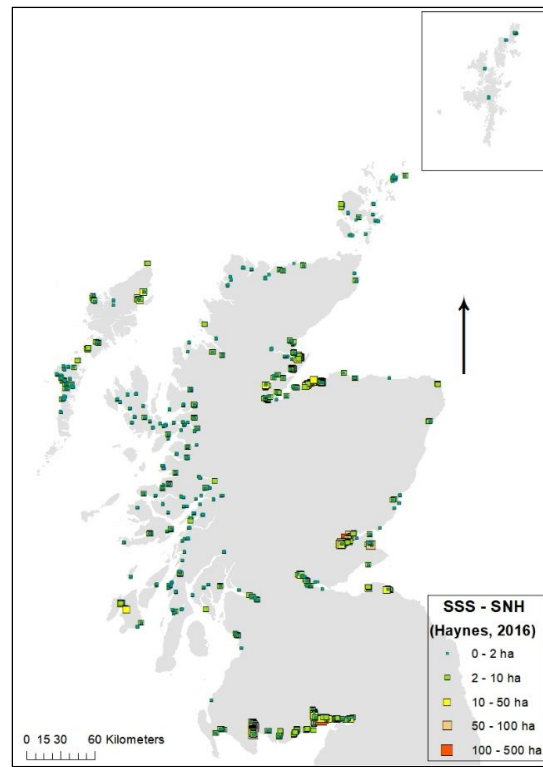 SSS - SNH
(Haynes, 2016)
0 - 2 ha
2 - 10 ha
10 - 50 ha
50 - 100 ha
100 - 500 ha
0 15 30 60 Kilometers